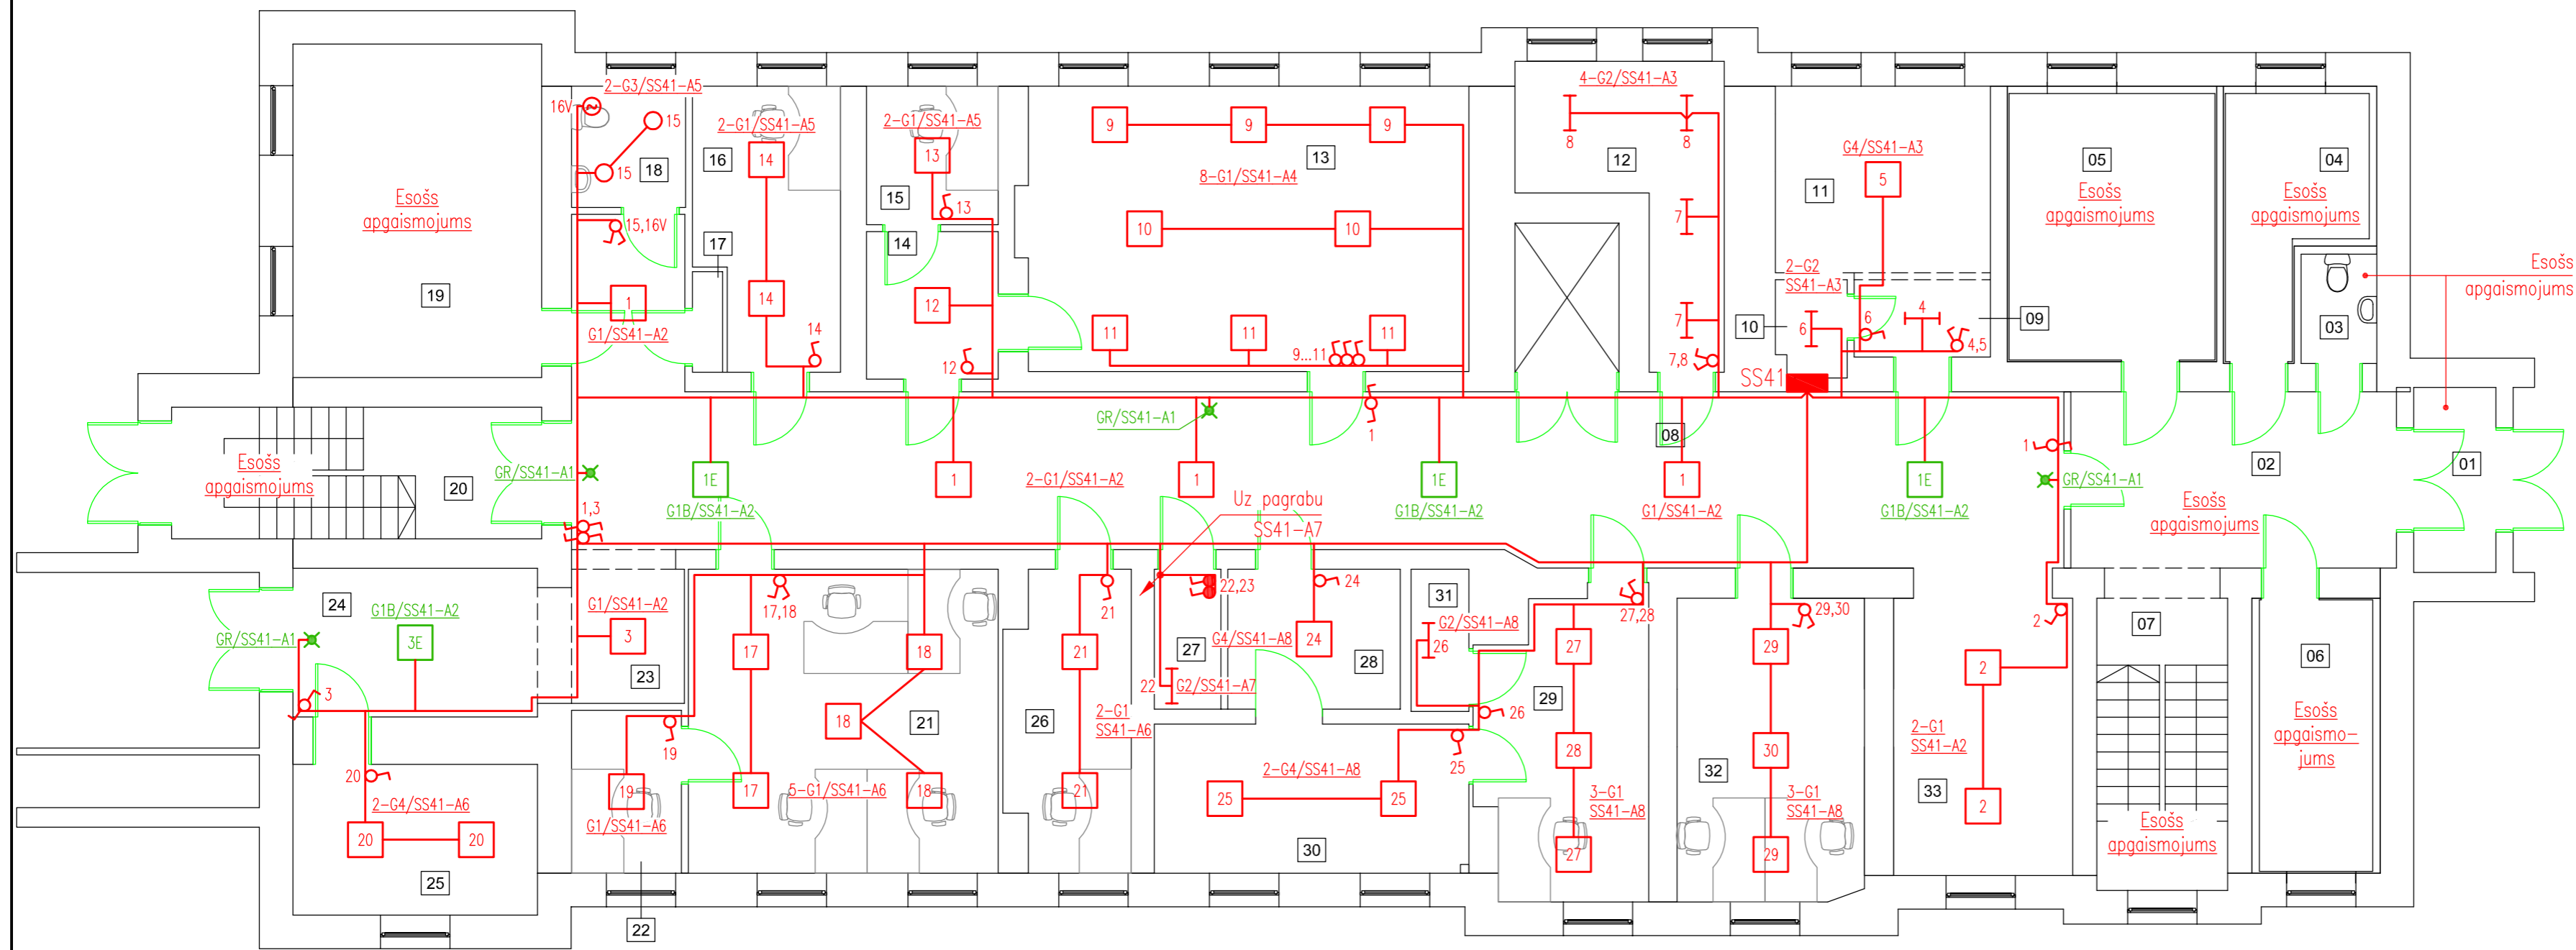 2-G3/SS41-A5
16V
15
15
18
15,16V
1
G1/SS41-A2
Esošs
apgaismojums
19
2-G1/SS41-A5
16
14
17
14
14
2-G1/SS41-A5
13
15
13
14
12
12
9
9
9
13
8-G1/SS41-A4
10
10
11
11
11
9...11
4-G2/SS41-A3
8
8
12
7
7
7,8
G4/SS41-A3
5
11
2-G2
SS41-A3
10
6
6
4
09
4,5
SS41
05
Esošs
apgaismojums
04
Esošs
apgaismojums
03
Esošs
apgaismojums
Esošs
apgaismojums
20
GR/SS41-A1
1,3
1E
G1B/SS41-A2
1
2-G1/SS41-A2
GR/SS41-A1
1
Uz pagrabu
SS41-A7
1
1E
G1B/SS41-A2
08
1
G1/SS41-A2
1E
G1B/SS41-A2
1
GR/SS41-A1
02
01
Esošs
apgaismojums
24
G1B/SS41-A2
GR/SS41-A1
3E
3
G1/SS41-A2
3
23
20
2-G4/SS41-A6
20
20
25
19
19
G1/SS41-A6
22
17,18
17
18
18
21
17
18
5-G1/SS41-A6
21
21
26
2-G1
SS41-A6
21
22,23
27
22
G2/SS41-A7
24
G4/SS41-A8
24
28
31
G2/SS41-A8
26
26
25
2-G4/SS41-A8
25
25
30
27,28
27
29
28
3-G1
SS41-A8
27
29,30
29
30
32
3-G1
SS41-A8
29
2
2
2-G1
SS41-A2
33
2
07
Esošs
apgaismojums
06
Esošs
apgaismo-
jums